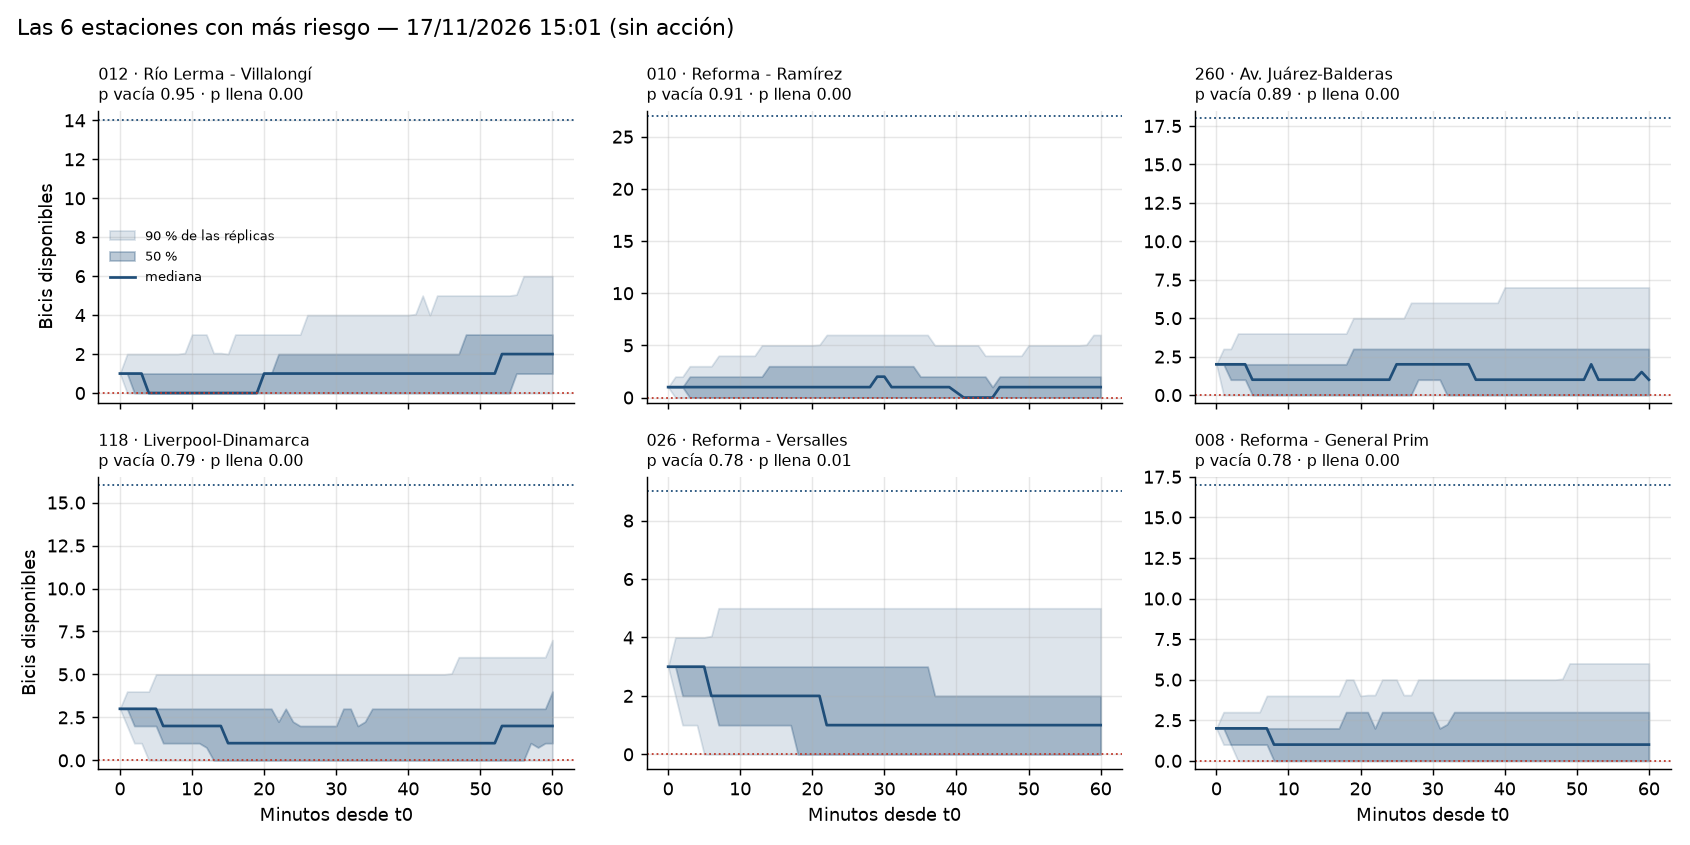 Las 6 estaciones con más riesgo — 17/11/2026 15:01 (sin acción)
012 · Río Lerma - Villalongí
p vacía 0.95 · p llena 0.00
14
12
10
8
6
4
2
0
Bicis disponibles
90 % de las réplicas
50 %
mediana
010 · Reforma - Ramírez
p vacía 0.91 · p llena 0.00
25
20
15
10
5
0
260 · Av. Juárez-Balderas
p vacía 0.89 · p llena 0.00
17.5
15.0
12.5
10.0
7.5
5.0
2.5
0.0
118 · Liverpool-Dinamarca
p vacía 0.79 · p llena 0.00
15.0
12.5
10.0
7.5
5.0
2.5
0.0
Bicis disponibles
0 10 20 30 40 50 60
Minutos desde t0
026 · Reforma - Versalles
p vacía 0.78 · p llena 0.01
8
6
4
2
0
0 10 20 30 40 50 60
Minutos desde t0
008 · Reforma - General Prim
p vacía 0.78 · p llena 0.00
17.5
15.0
12.5
10.0
7.5
5.0
2.5
0.0
0 10 20 30 40 50 60
Minutos desde t0